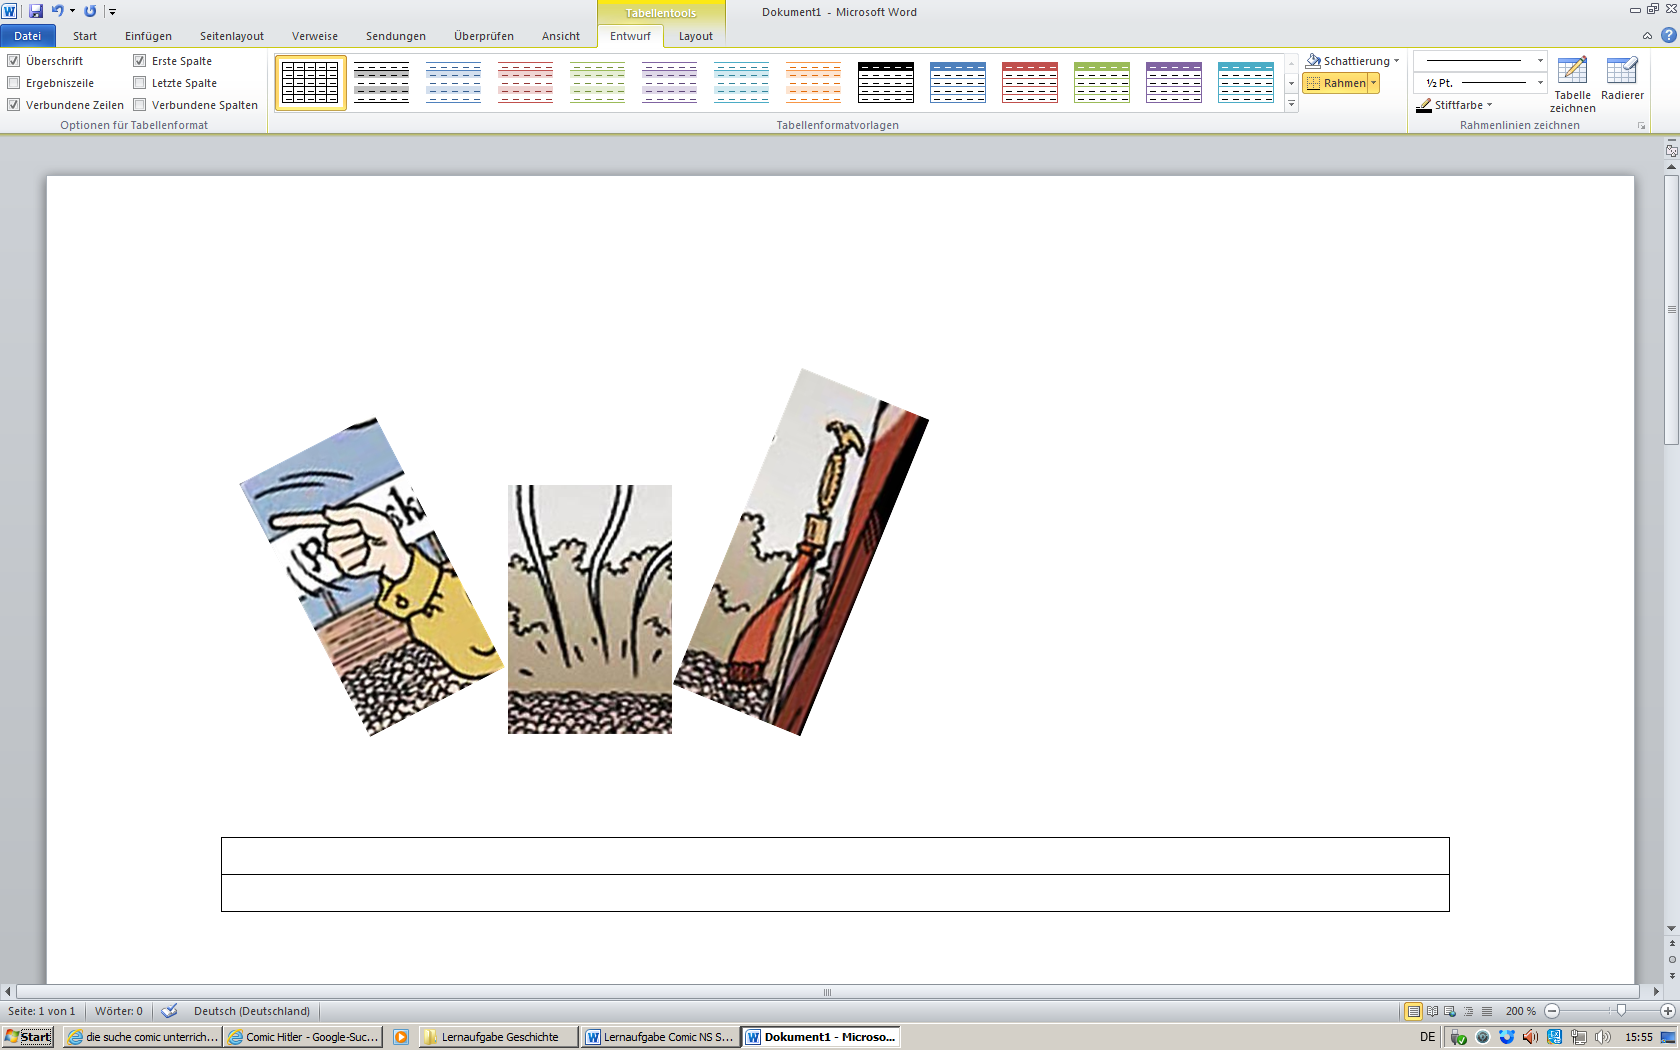 Tabellentools
Dokument1 - Microsoft Word
Datei Start Einfügen Seitenlayout Verweise Sendungen Überprüfen Ansicht Entwurf Layout
Überschrift Erste Spalte
Ergebniszeile Letzte Spalte
Verbundene Zeilen Verbundene Spalten
Optionen für Tabellenformat
Tabellenformatvorlagen
Schattierung
Rahmen
½ Pt.
Stiftfarbe
Tabelle zeichnen
Radierer
Rahmenlinien zeichnen
Seite: 1 von 1 Wörter: 0 Deutsch (Deutschland) 200 %
Start die suche comic unterrich... Comic Hitler - Google-Suc... Lernaufgabe Geschichte Lernaufgabe Comic NS S... Dokument1 - Microso... DE 15:55